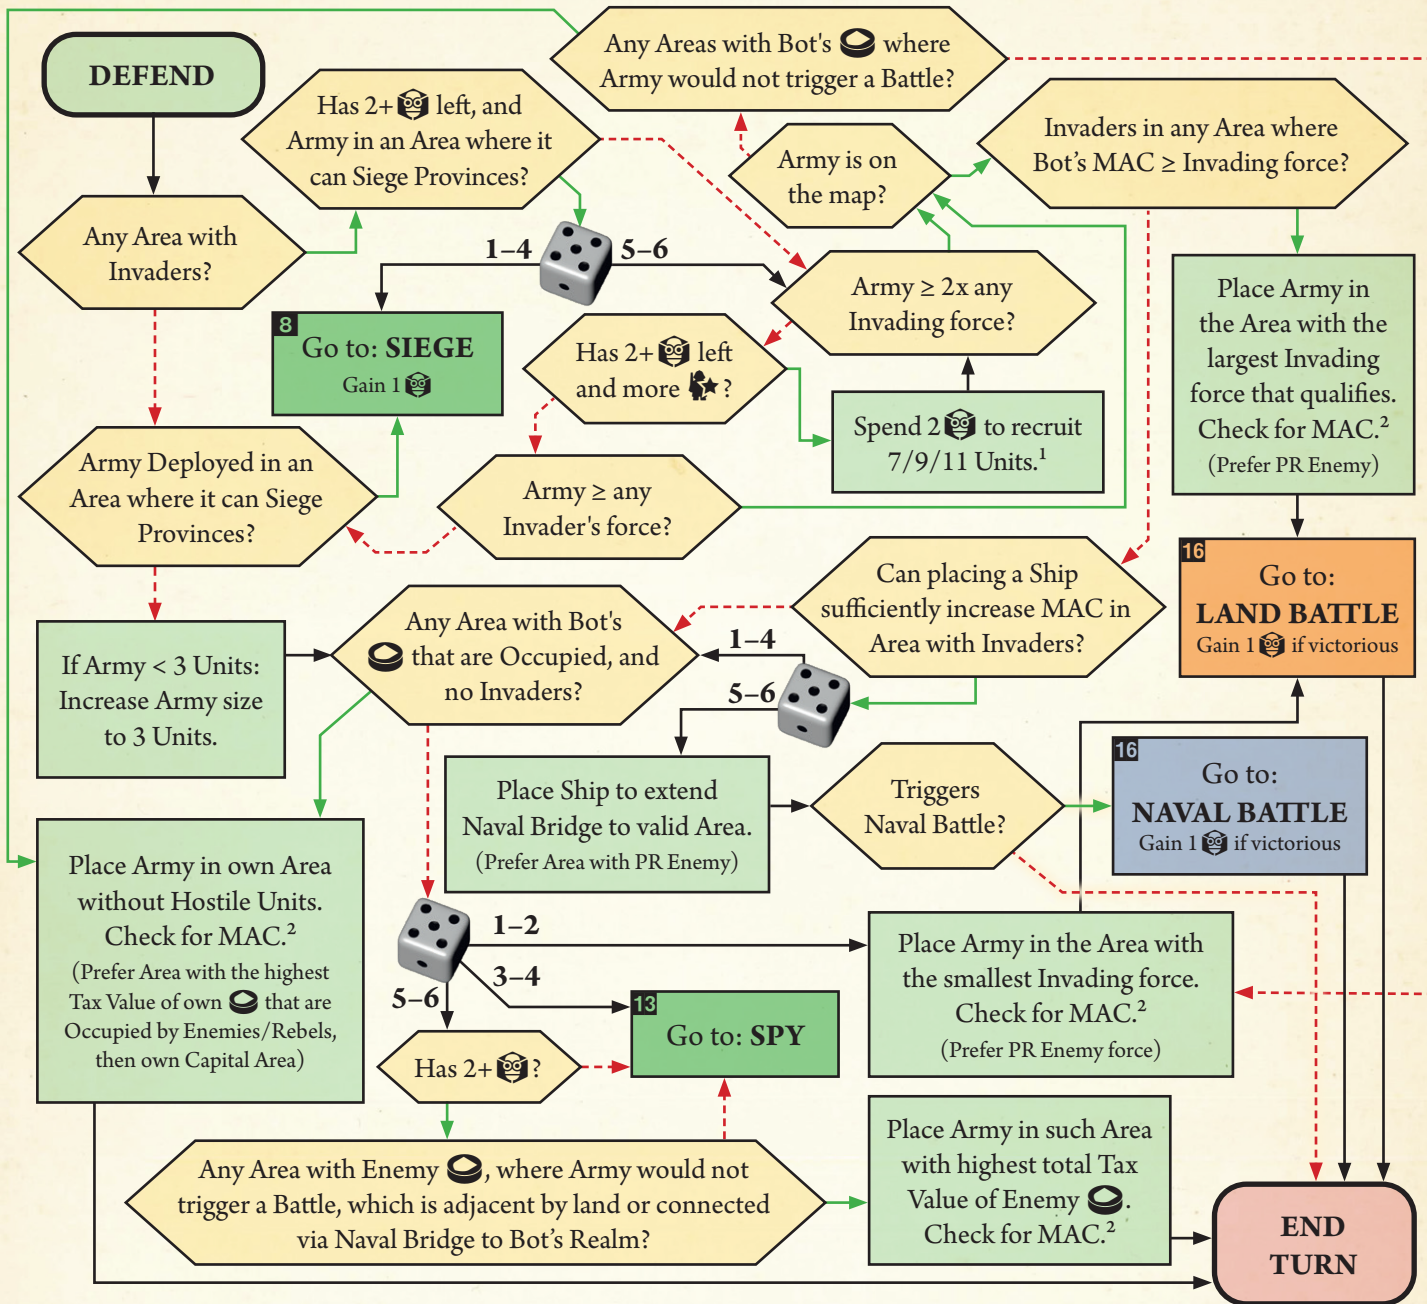 DEFEND
Any Areas with Bot's where
Army would not trigger a Battle?
Has 2+ left, and
Army in an Area where it
can Siege Provinces?
Army is on
the map?
Invaders in any Area where
Bot's MAC ≥ Invading force?
Any Area with
Invaders?
1–4
5–6
Army ≥ 2x any
Invading force?
Place Army in
the Area with the
largest Invading
force that qualifies.
Check for MAC.²
(Prefer PR Enemy)
8
Go to: SIEGE
Gain 1
Has 2+ left
and more ?
Spend 2 to recruit
7/9/11 Units.¹
Army Deployed in an
Area where it can Siege
Provinces?
Army ≥ any
Invader's force?
16
Go to:
LAND BATTLE
Gain 1 if victorious
Can placing a Ship
sufficiently increase MAC in
Area with Invaders?
If Army < 3 Units:
Increase Army size
to 3 Units.
Any Area with Bot's
that are Occupied, and
no Invaders?
1–4
5–6
Place Ship to extend
Naval Bridge to valid Area.
(Prefer Area with PR Enemy)
Triggers
Naval Battle?
16
Go to:
NAVAL BATTLE
Gain 1 if victorious
Place Army in own Area
without Hostile Units.
Check for MAC.²
(Prefer Area with the highest
Tax Value of own that are
Occupied by Enemies/Rebels,
then own Capital Area)
1–2
3–4
5–6
Place Army in the Area with
the smallest Invading force.
Check for MAC.²
(Prefer PR Enemy force)
13
Go to: SPY
Has 2+ ?
Any Area with Enemy , where Army would not
trigger a Battle, which is adjacent by land or connected
via Naval Bridge to Bot's Realm?
Place Army in such Area
with highest total Tax
Value of Enemy .
Check for MAC.²
END
TURN